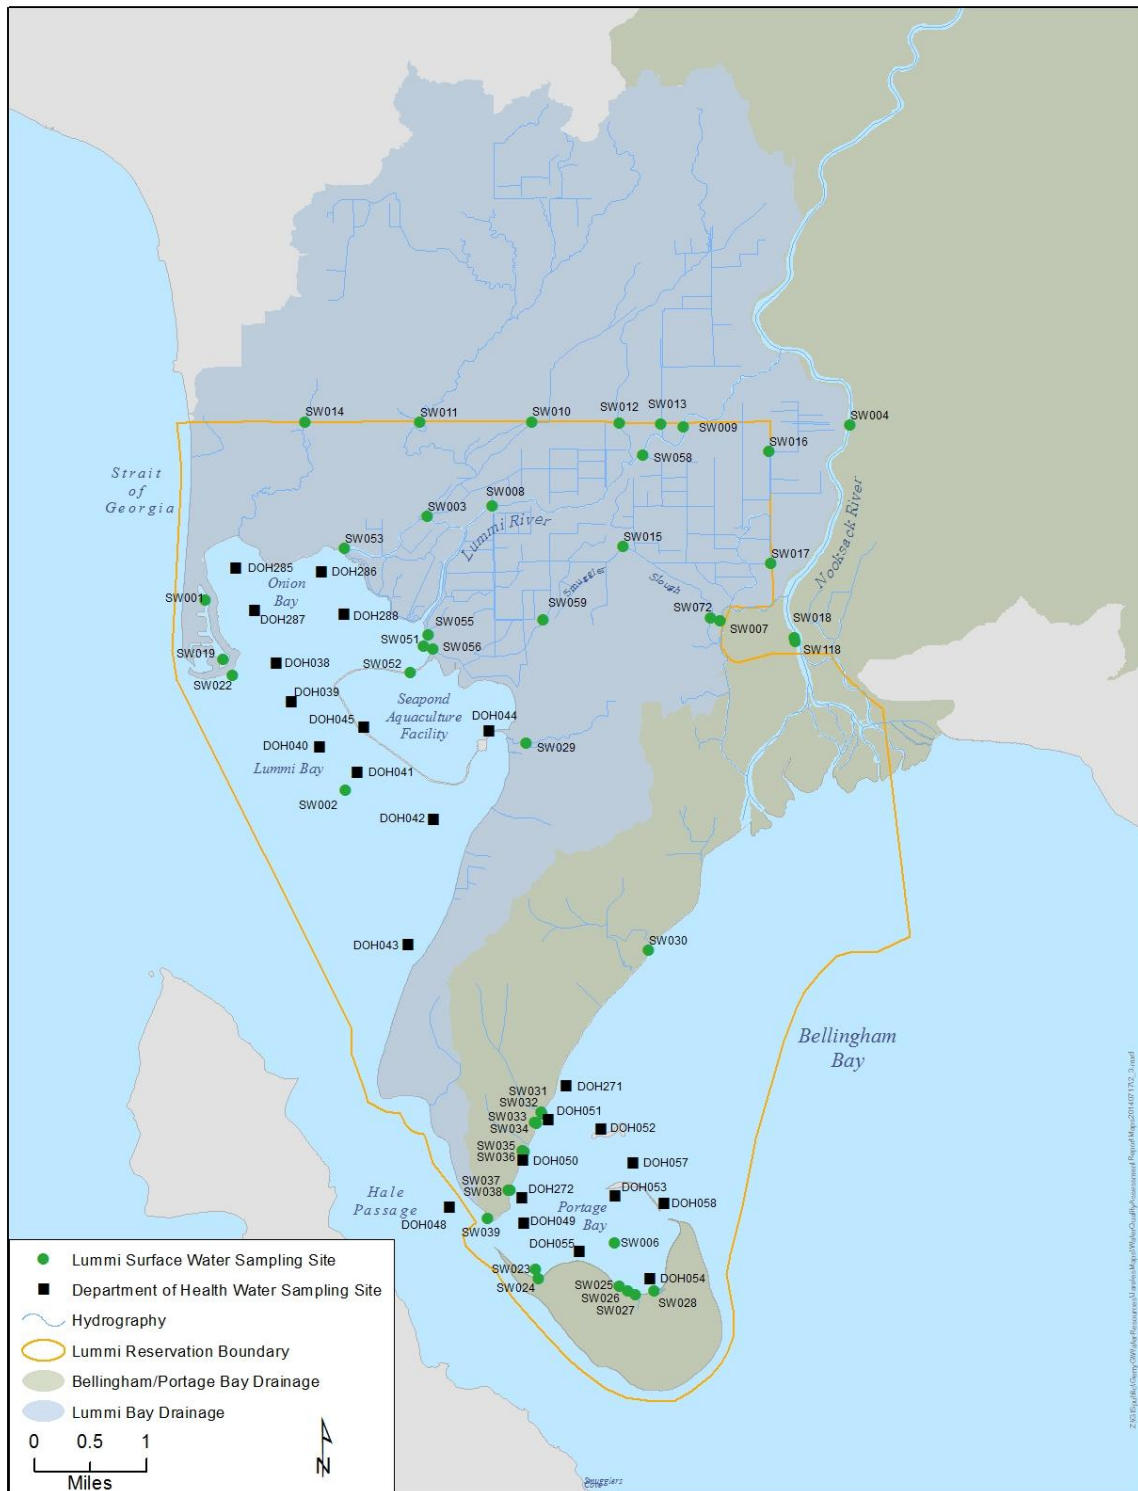 SW014
SW011
SW010
SW012
SW013
SW009
SW004
SW016
SW058
Strait
of
Georgia
SW008
SW003
Lummi River
Nooksack River
SW053
SW015
SW017
DOH285
DOH286
Onion
Bay
Smuggler
Slough
SW001
DOH287
DOH288
SW059
SW072
SW007
SW018
SW055
SW051
SW056
SW118
SW019
SW022
DOH038
SW052
DOH039
Seapond
Aquaculture
Facility
DOH045
DOH044
DOH040
SW029
Lummi Bay
DOH041
SW002
DOH042
DOH043
SW030
Bellingham
Bay
DOH271
SW031
SW032
SW033
SW034
DOH051
DOH052
SW035
SW036
DOH050
DOH057
SW037
SW038
DOH272
DOH053
DOH058
Hale
Passage
Portage
Bay
DOH048
SW039
DOH049
DOH055
SW006
SW023
SW024
SW025
SW026
SW027
DOH054
SW028
Lummi Surface Water Sampling Site
Department of Health Water Sampling Site
Hydrography
Lummi Reservation Boundary
Bellingham/Portage Bay Drainage
Lummi Bay Drainage
0 0.5 1
Miles
N
Smugglers
Cove